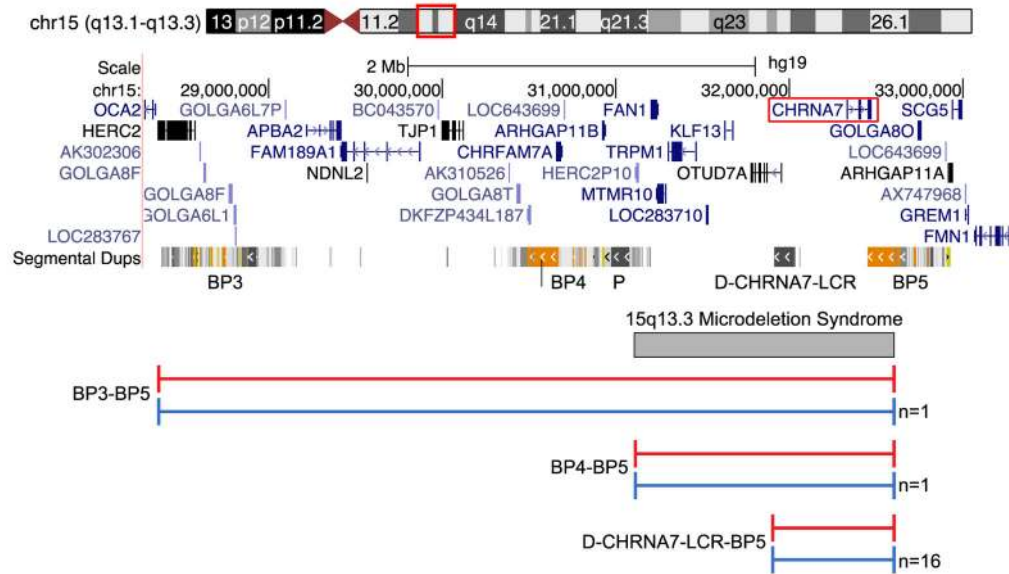 chr15 (q13.1-q13.3) 13 p12 p11.2 11.2 q14 21.1 q21.3 q23 26.1
Scale 2 Mb hg19
chr15: 29,000,000 30,000,000 31,000,000 32,000,000 33,000,000
OCA2 GOLGA6L7P BC043570 LOC643699 FAN1 CHRNA7 SCG5
HERC2 APBA2 TJP1 ARHGAP11B KLF13 GOLGA8O
AK302306 FAM189A1 CHRFAM7A TRPM1 LOC643699
GOLGA8F NDNL2 AK310526 HERC2P10 OTUD7A ARHGAP11A
GOLGA8F GOLGA8T MTMR10 AX747968
GOLGA6L1 DKFZP434L187 LOC283710 GREM1
LOC283767 FMN1
Segmental Dups
BP3 BP4 P D-CHRNA7-LCR BP5
15q13.3 Microdeletion Syndrome
BP3-BP5
n=1
BP4-BP5
n=1
D-CHRNA7-LCR-BP5
n=16